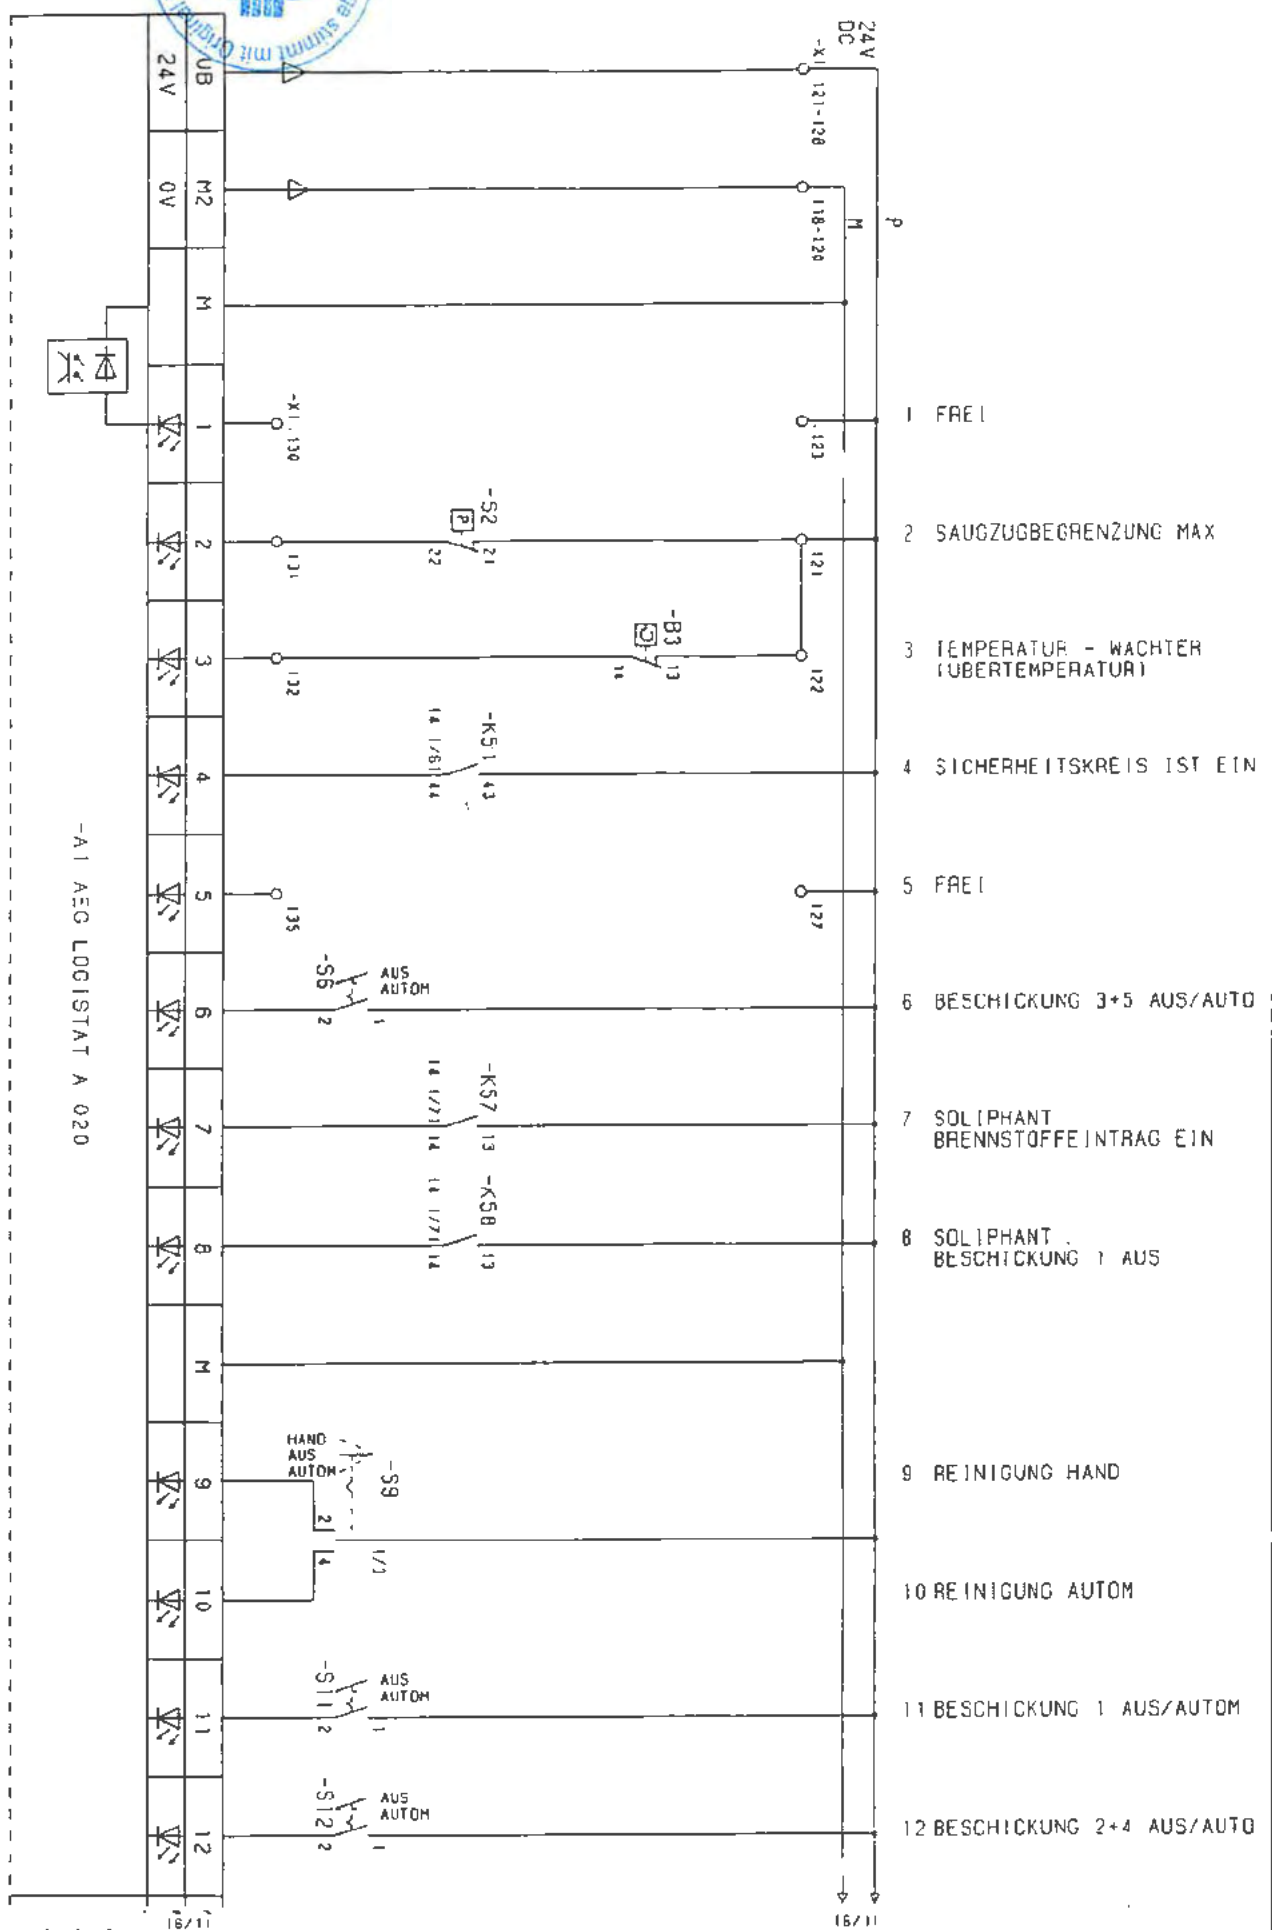 24V
DC
-X1
121-128
118-120
P
M
UB
24V
M2
0V
M
1
-X1.130
.123
1 FREI
2
131
-S2
P
22
21
121
2 SAUGZUGBEGRENZUNG MAX
3
132
-B3
14
13
122
3 TEMPERATUR - WACHTER
(UBERTEMPERATUR)
4
-K51
44
43
4 SICHERHEITSKREIS IST EIN
5
135
127
5 FREI
6
-S6
AUS
AUTOM
2
1
6 BESCHICKUNG 3+5 AUS/AUTO
7
-K57
14
13
7 SOLIPHANT
BRENNSTOFFEINTRAG EIN
8
-K58
14
13
8 SOLIPHANT
BESCHICKUNG 1 AUS
M
HAND
AUS
AUTOM
-S9
9
2
4
9 REINIGUNG HAND
10
10 REINIGUNG AUTOM
11
-S11
AUS
AUTOM
2
1
11 BESCHICKUNG 1 AUS/AUTOM
12
-S12
AUS
AUTOM
2
1
12 BESCHICKUNG 2+4 AUS/AUTO
-A1 AEG LOGISTAT A 020
stimmt mit Original